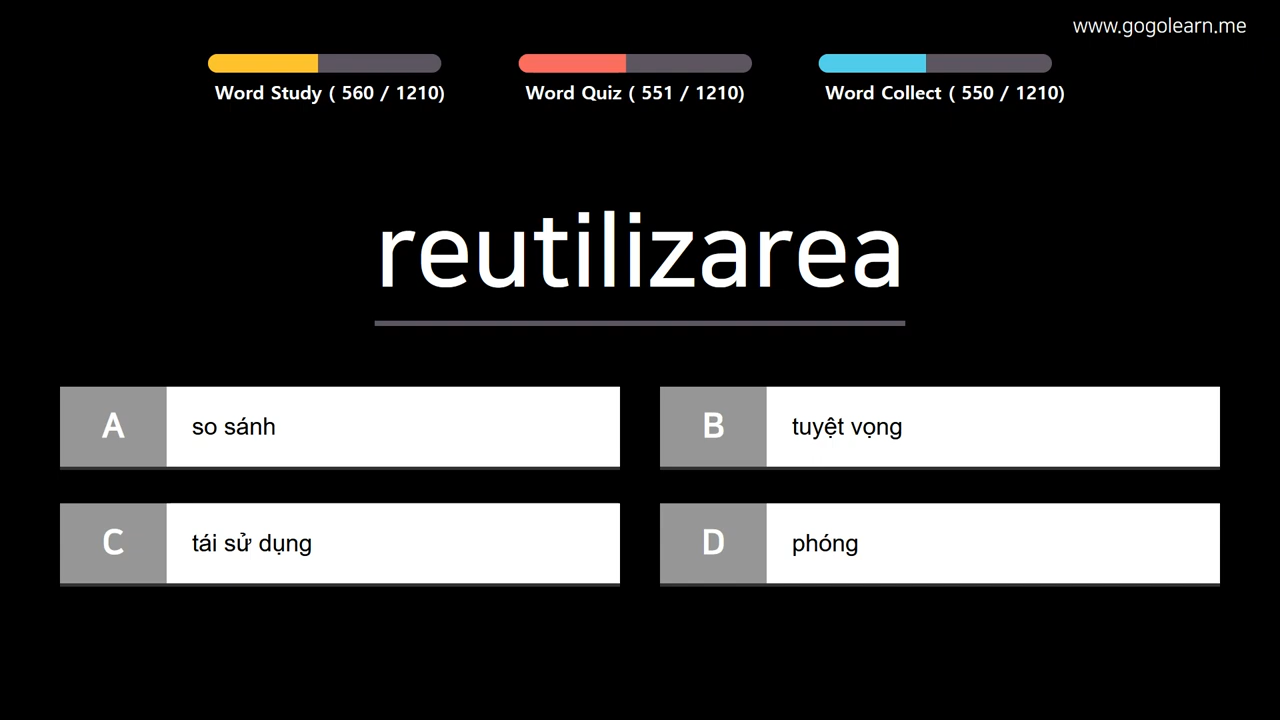 www.gogolearn.me
Word Study ( 560 / 1210)
Word Quiz ( 551 / 1210)
Word Collect ( 550 / 1210)
reutilizarea
A so sánh
B tuyệt vọng
C tái sử dụng
D phóng